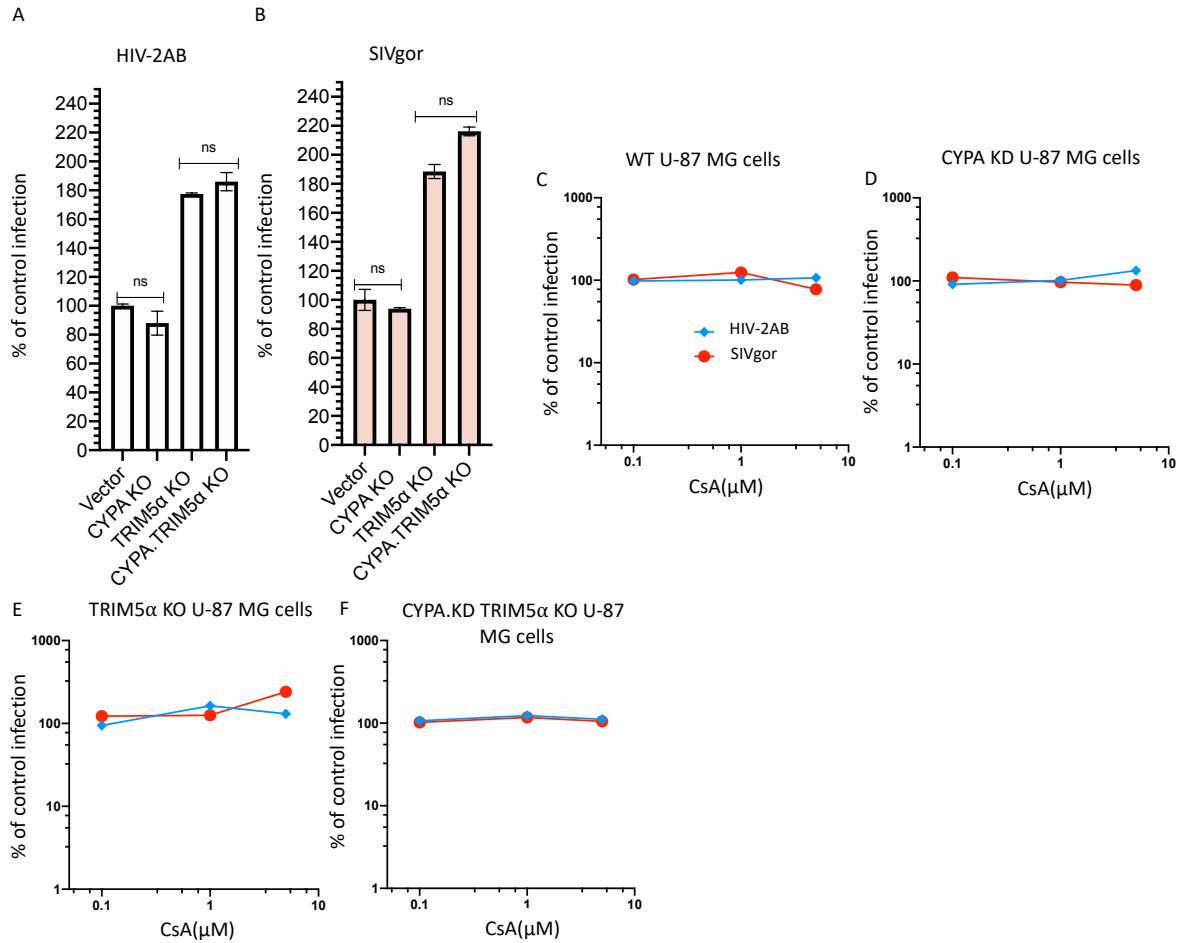 A
HIV-2AB
% of control infection
240
220
200
180
160
140
120
100
80
60
40
20
0
ns
ns
Vector
CYPA KO
TRIM5α KO
CYPA.TRIM5α KO
B
SIVgor
% of control infection
240
220
200
180
160
140
120
100
80
60
40
20
0
ns
ns
Vector
CYPA KO
TRIM5α KO
CYPA.TRIM5α KO
C
WT U-87 MG cells
% of control infection
1000
100
10
1
HIV-2AB
SIVgor
0.1
1
10
CsA(μM)
D
CYPA KD U-87 MG cells
% of control infection
1000
100
10
1
0.1
1
10
CsA(μM)
E
TRIM5α KO U-87 MG cells
% of control infection
1000
100
10
1
0.1
1
10
CsA(μM)
F
CYPA.KD TRIM5α KO U-87
MG cells
% of control infection
1000
100
10
1
0.1
1
10
CsA(μM)